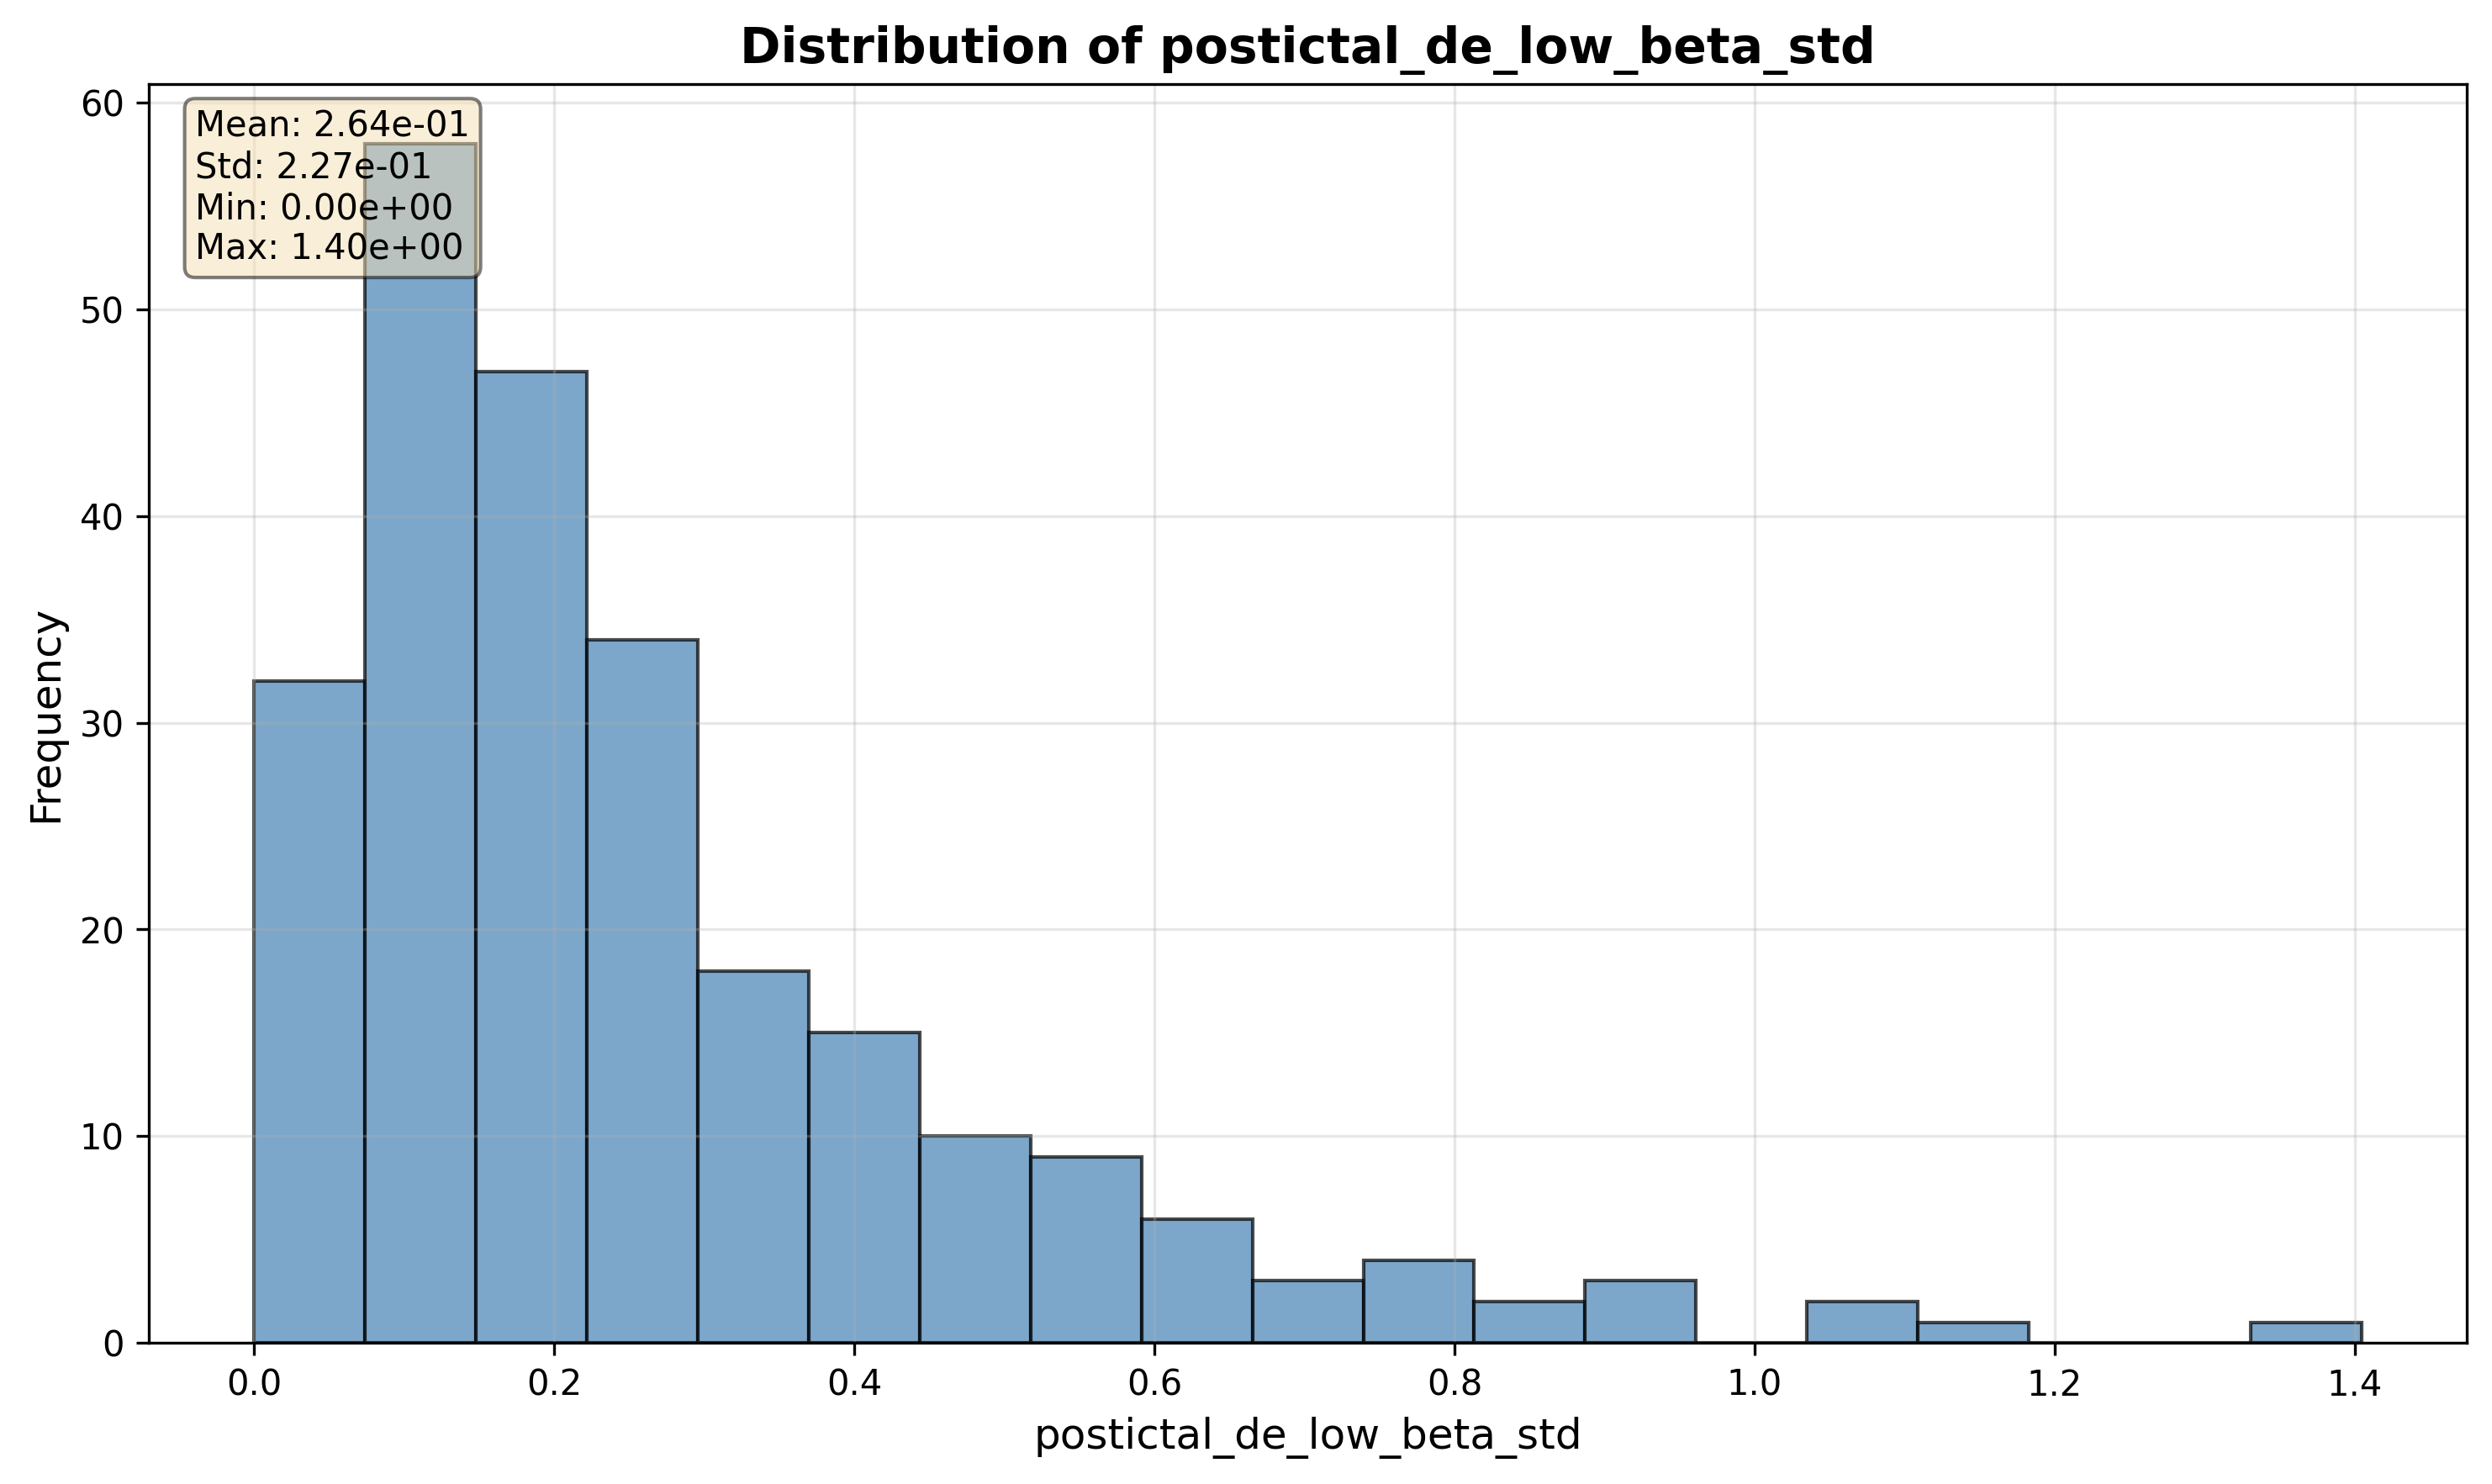 Distribution of postictal_de_low_beta_std
Mean: 2.64e-01
Std: 2.27e-01
Min: 0.00e+00
Max: 1.40e+00
60
50
40
30
20
10
0
Frequency
0.0 0.2 0.4 0.6 0.8 1.0 1.2 1.4
postictal_de_low_beta_std